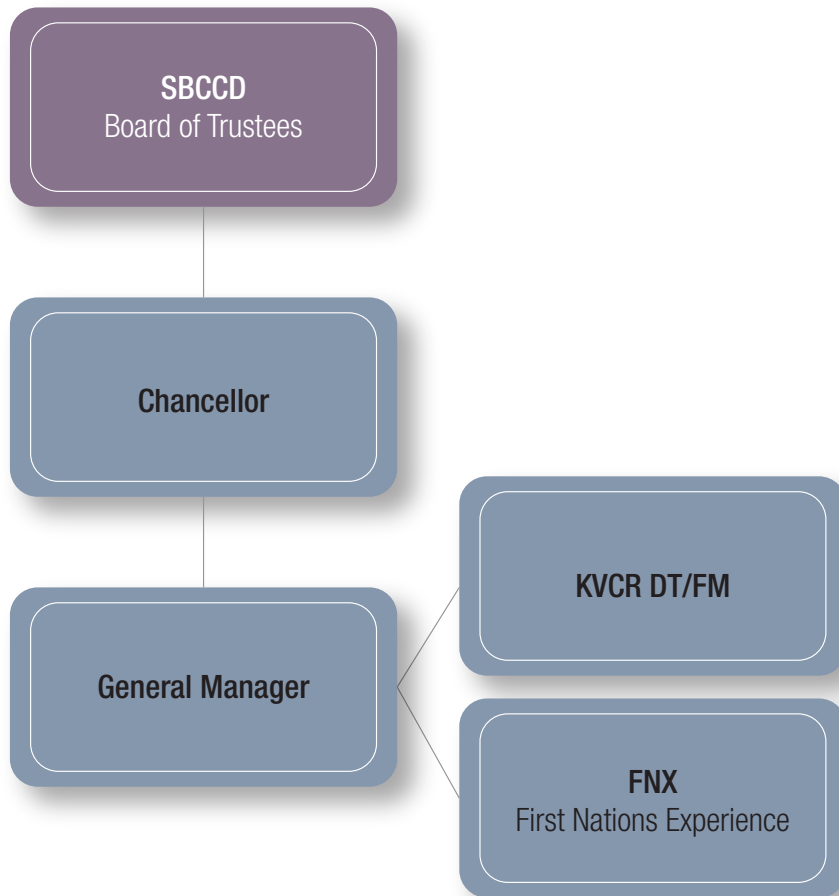 SBCCD
Board of Trustees
Chancellor
General Manager
KVCR DT/FM
FNX
First Nations Experience